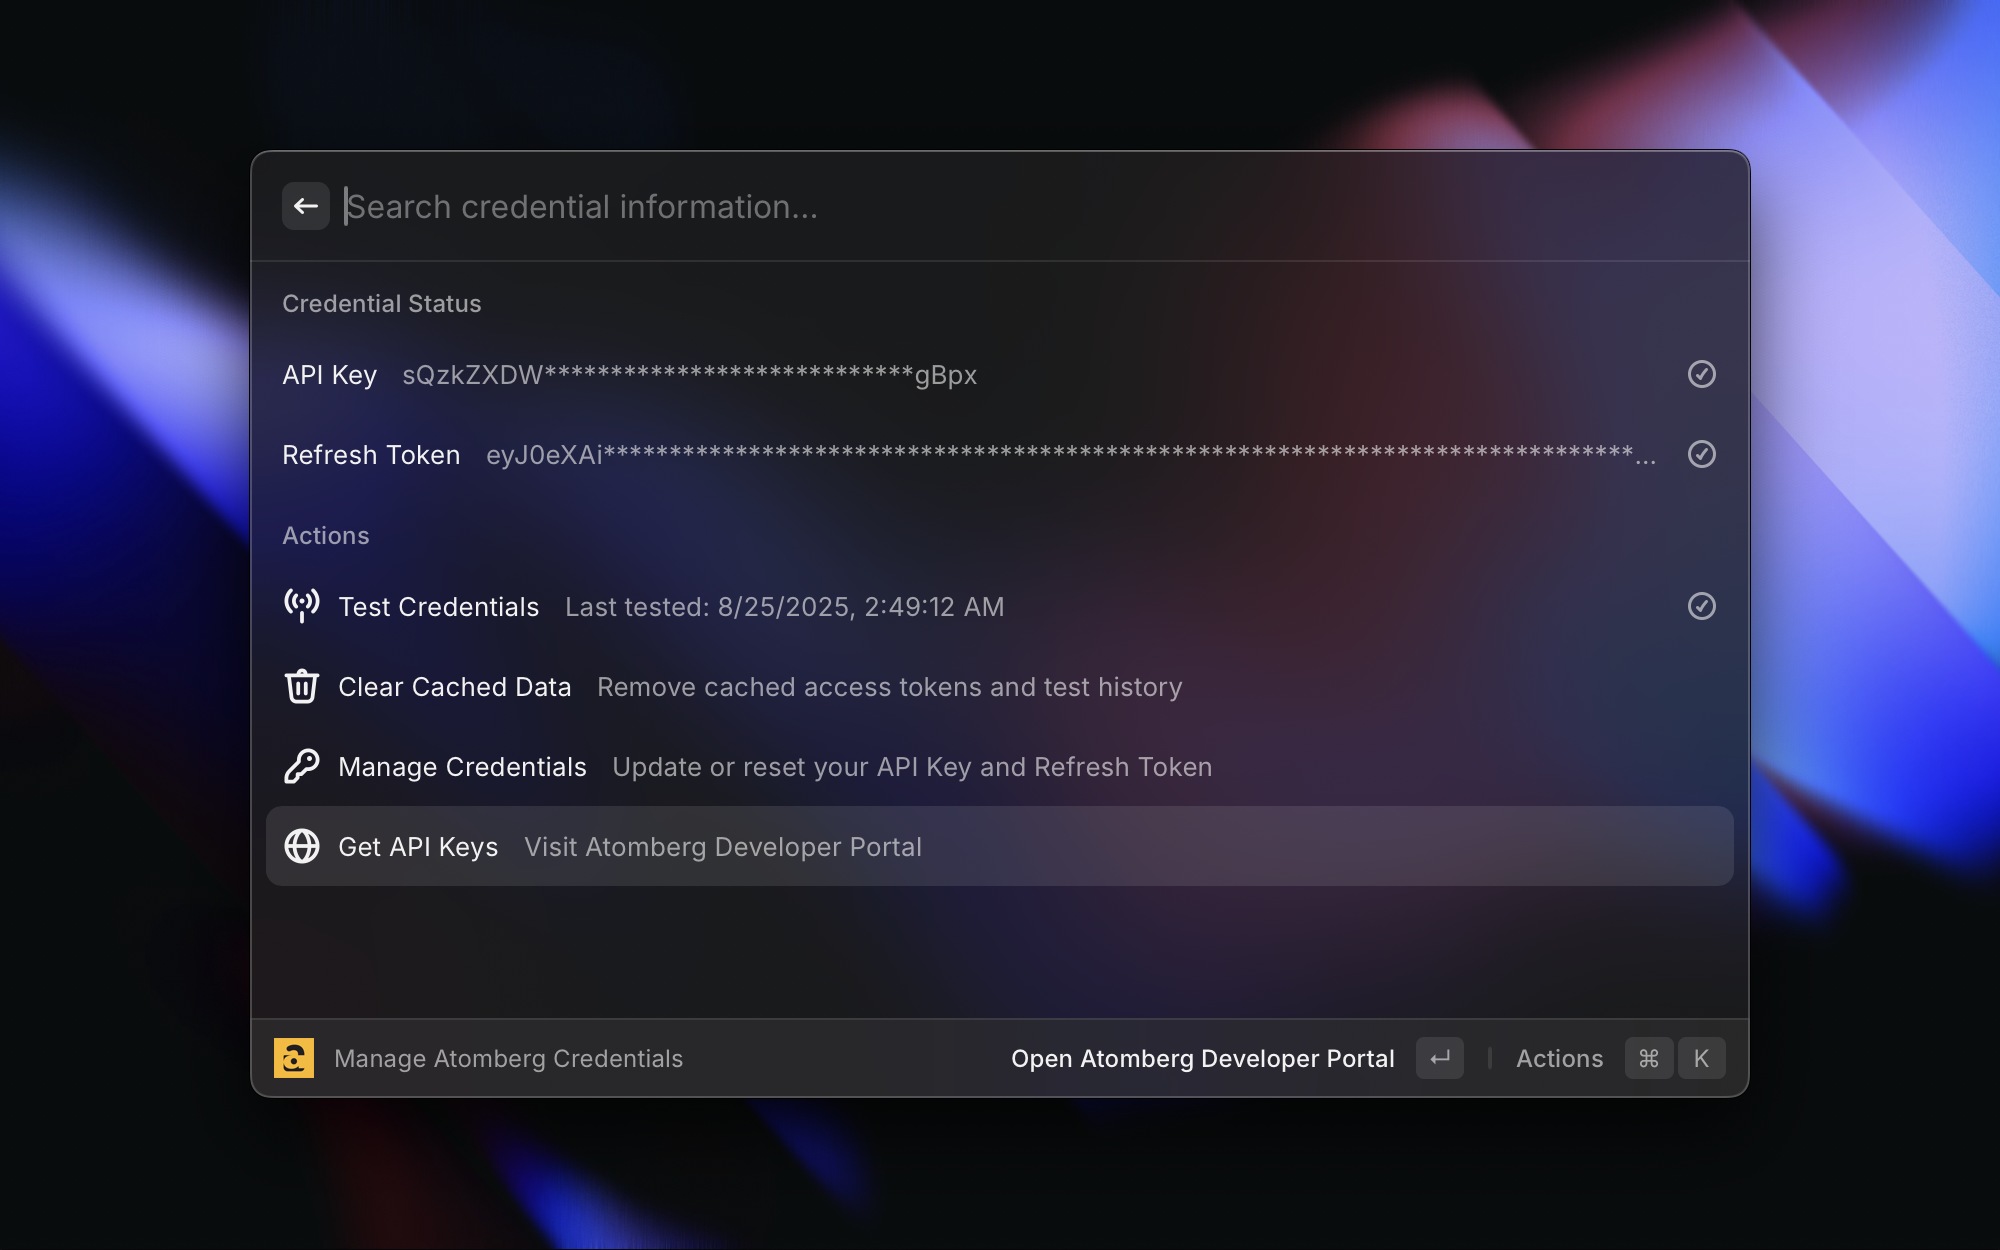 Search credential information...
Credential Status
API Key sQzkZXDW****************************gBpx
Refresh Token eyJ0eXAi******************************************************************************...
Actions
Test Credentials Last tested: 8/25/2025, 2:49:12 AM
Clear Cached Data Remove cached access tokens and test history
Manage Credentials Update or reset your API Key and Refresh Token
Get API Keys Visit Atomberg Developer Portal
Manage Atomberg Credentials Open Atomberg Developer Portal ↵ Actions ⌘ K